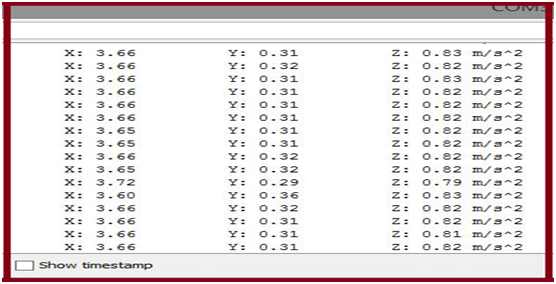 X: 3.66 Y: 0.31 Z: 0.83 m/s^2
X: 3.66 Y: 0.32 Z: 0.82 m/s^2
X: 3.66 Y: 0.31 Z: 0.83 m/s^2
X: 3.66 Y: 0.31 Z: 0.82 m/s^2
X: 3.66 Y: 0.31 Z: 0.82 m/s^2
X: 3.66 Y: 0.31 Z: 0.82 m/s^2
X: 3.65 Y: 0.31 Z: 0.82 m/s^2
X: 3.65 Y: 0.31 Z: 0.82 m/s^2
X: 3.66 Y: 0.32 Z: 0.82 m/s^2
X: 3.65 Y: 0.32 Z: 0.82 m/s^2
X: 3.72 Y: 0.29 Z: 0.79 m/s^2
X: 3.60 Y: 0.36 Z: 0.83 m/s^2
X: 3.66 Y: 0.32 Z: 0.82 m/s^2
X: 3.66 Y: 0.31 Z: 0.82 m/s^2
X: 3.66 Y: 0.31 Z: 0.81 m/s^2
X: 3.66 Y: 0.31 Z: 0.82 m/s^2
Show timestamp